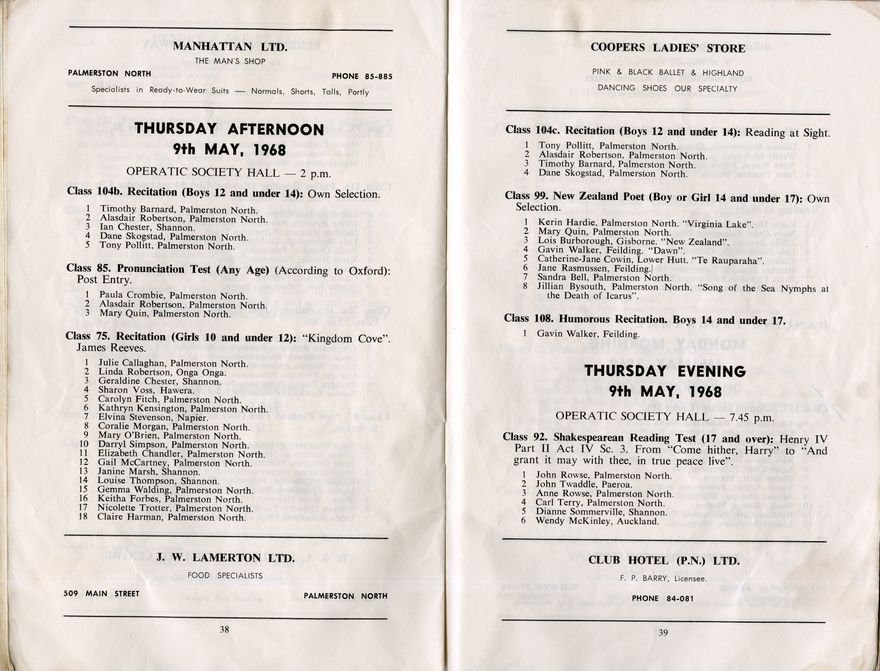 MANHATTAN LTD.
THE MAN'S SHOP
PALMERSTON NORTH PHONE 85-885
Specialists in Ready-to-Wear Suits — Normals, Shorts, Talls, Portly
THURSDAY AFTERNOON
9th MAY, 1968
OPERATIC SOCIETY HALL — 2 p.m.
Class 104b. Recitation (Boys 12 and under 14): Own Selection.
1 Timothy Barnard, Palmerston North.
2 Alasdair Robertson, Palmerston North.
3 Ian Chester, Shannon.
4 Dane Skogstad, Palmerston North.
5 Tony Pollitt, Palmerston North.
Class 85. Pronunciation Test (Any Age) (According to Oxford):
Post Entry.
1 Paula Crombie, Palmerston North.
2 Alasdair Robertson, Palmerston North.
3 Mary Quin, Palmerston North.
Class 75. Recitation (Girls 10 and under 12): "Kingdom Cove".
James Reeves.
1 Julie Callaghan, Palmerston North.
2 Linda Robertson, Onga Onga.
3 Geraldine Chester, Shannon.
4 Sharon Voss, Hawera.
5 Carolyn Fitch, Palmerston North.
6 Kathryn Kensington, Palmerston North.
7 Elvina Stevenson, Napier.
8 Coralie Morgan, Palmerston North.
9 Mary O'Brien, Palmerston North.
10 Darryl Simpson, Palmerston North.
11 Elizabeth Chandler, Palmerston North.
12 Gail McCartney, Palmerston North.
13 Janine Marsh, Shannon.
14 Louise Thompson, Shannon.
15 Gemma Walding, Palmerston North.
16 Keitha Forbes, Palmerston North.
17 Nicolette Trotter, Palmerston North.
18 Claire Harman, Palmerston North.
J. W. LAMERTON LTD.
FOOD SPECIALISTS
509 MAIN STREET PALMERSTON NORTH
38
COOPERS LADIES' STORE
PINK & BLACK BALLET & HIGHLAND
DANCING SHOES OUR SPECIALTY
Class 104c. Recitation (Boys 12 and under 14): Reading at Sight.
1 Tony Pollitt, Palmerston North.
2 Alasdair Robertson, Palmerston North.
3 Timothy Barnard, Palmerston North.
4 Dane Skogstad, Palmerston North.
Class 99. New Zealand Poet (Boy or Girl 14 and under 17): Own
Selection.
1 Kerin Hardie, Palmerston North. "Virginia Lake".
2 Mary Quin, Palmerston North.
3 Lois Burborough, Gisborne. "New Zealand".
4 Gavin Walker, Feilding. "Dawn".
5 Catherine-Jane Cowin, Lower Hutt. "Te Rauparaha".
6 Jane Rasmussen, Feilding.
7 Sandra Bell, Palmerston North.
8 Jillian Bysouth, Palmerston North. "Song of the Sea Nymphs at
the Death of Icarus".
Class 108. Humorous Recitation. Boys 14 and under 17.
1 Gavin Walker, Feilding.
THURSDAY EVENING
9th MAY, 1968
OPERATIC SOCIETY HALL — 7.45 p.m.
Class 92. Shakespearean Reading Test (17 and over): Henry IV
Part II Act IV Sc. 3. From "Come hither, Harry" to "And
grant it may with thee, in true peace live".
1 John Rowse, Palmerston North.
2 John Twaddle, Paeroa.
3 Anne Rowse, Palmerston North.
4 Carl Terry, Palmerston North.
5 Dianne Sommerville, Shannon.
6 Wendy McKinley, Auckland.
CLUB HOTEL (P.N.) LTD.
F. P. BARRY, Licensee.
PHONE 84-081
39